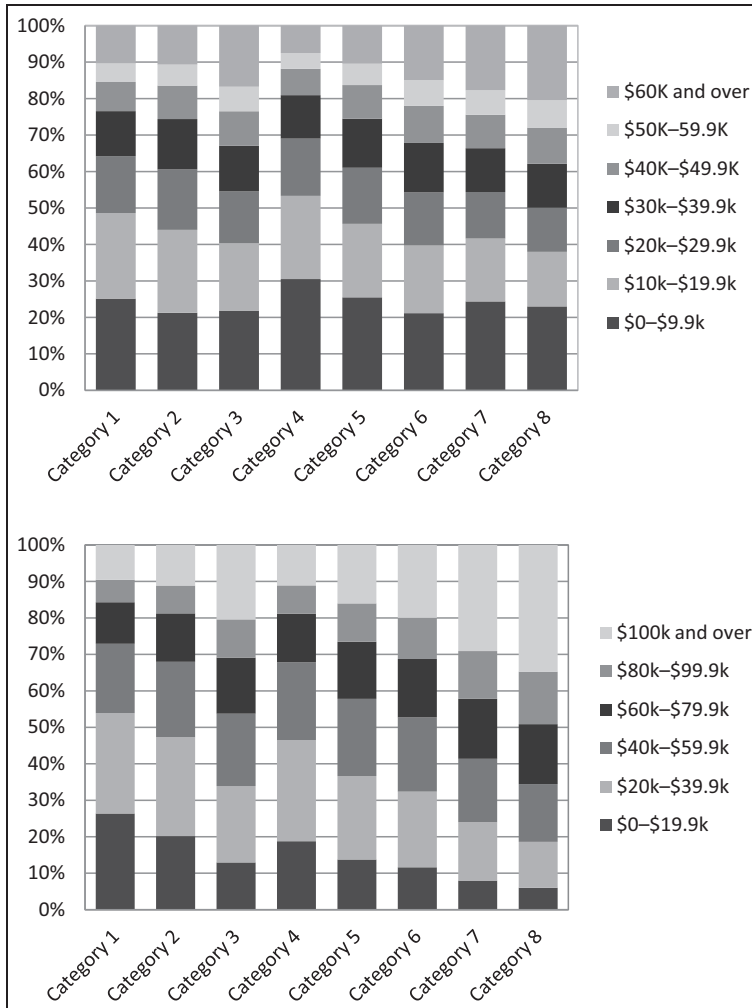 100%
90%
80%
70%
60%
50%
40%
30%
20%
10%
0%
$60K and over
$50K–59.9K
$40K–$49.9K
$30k–$39.9k
$20k–$29.9k
$10k–$19.9k
$0–$9.9k
Category 1
Category 2
Category 3
Category 4
Category 5
Category 6
Category 7
Category 8
100%
90%
80%
70%
60%
50%
40%
30%
20%
10%
0%
$100k and over
$80k–$99.9k
$60k–$79.9k
$40k–$59.9k
$20k–$39.9k
$0–$19.9k
Category 1
Category 2
Category 3
Category 4
Category 5
Category 6
Category 7
Category 8